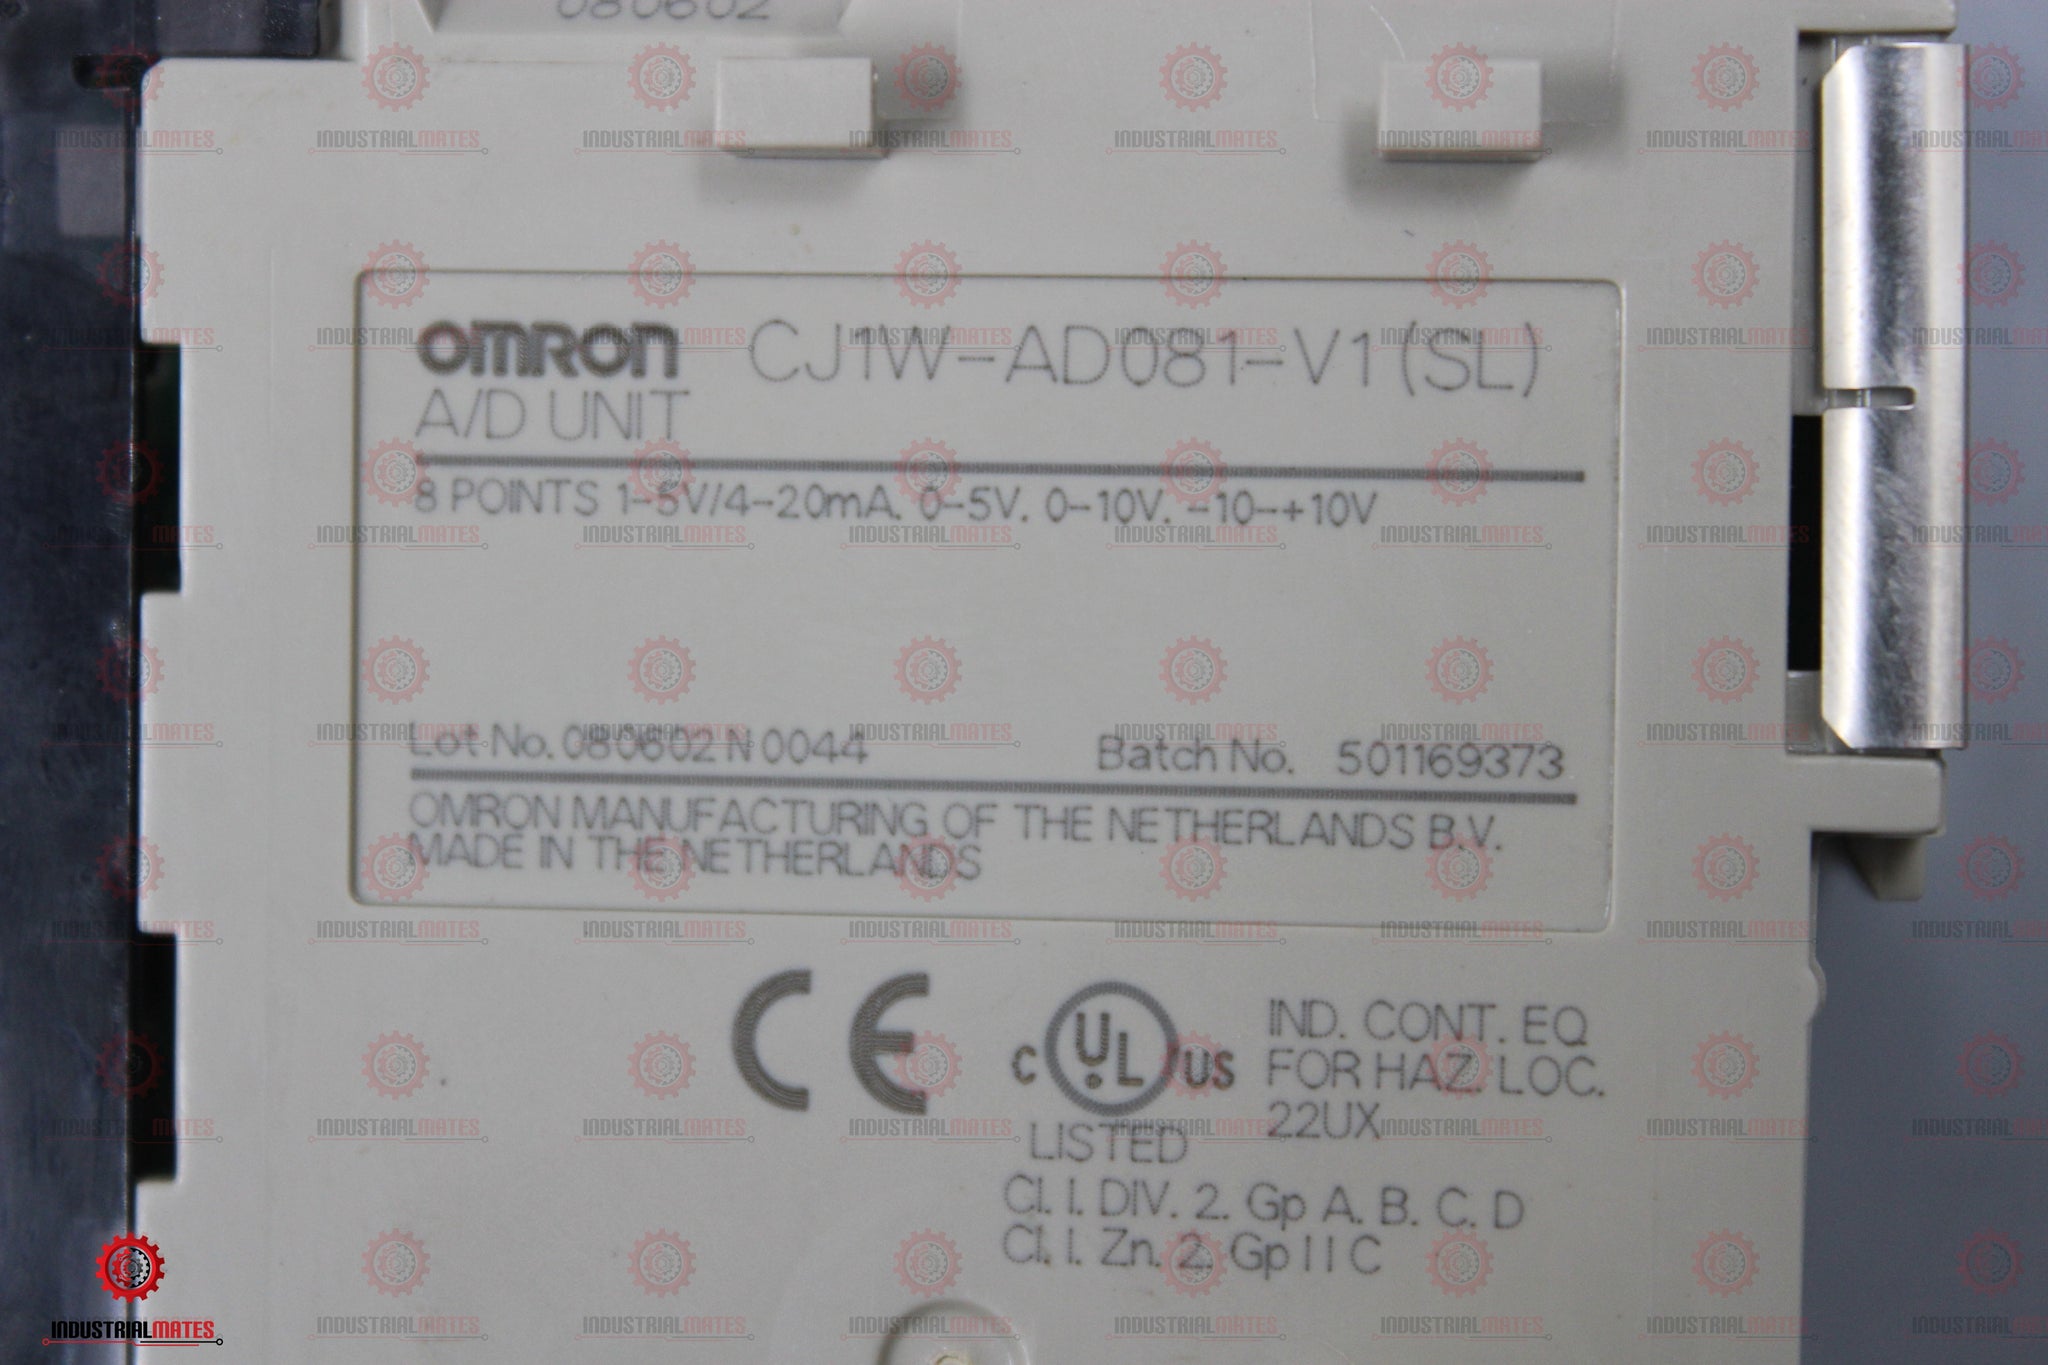 080602
OMRON CJ1W-AD081-V1(SL)
A/D UNIT
8 POINTS 1-5V/4-20mA. 0-5V. 0-10V. -10-+10V
Lot No. 080602 N 0044 Batch No. 501169373
OMRON MANUFACTURING OF THE NETHERLANDS B.V.
MADE IN THE NETHERLANDS
CE
C UL US
LISTED
IND. CONT. EQ
FOR HAZ. LOC.
22UX
Cl. I. DIV. 2. Gp A. B. C. D
Cl. I. Zn. 2. Gp IIC
INDUSTRIALMATES